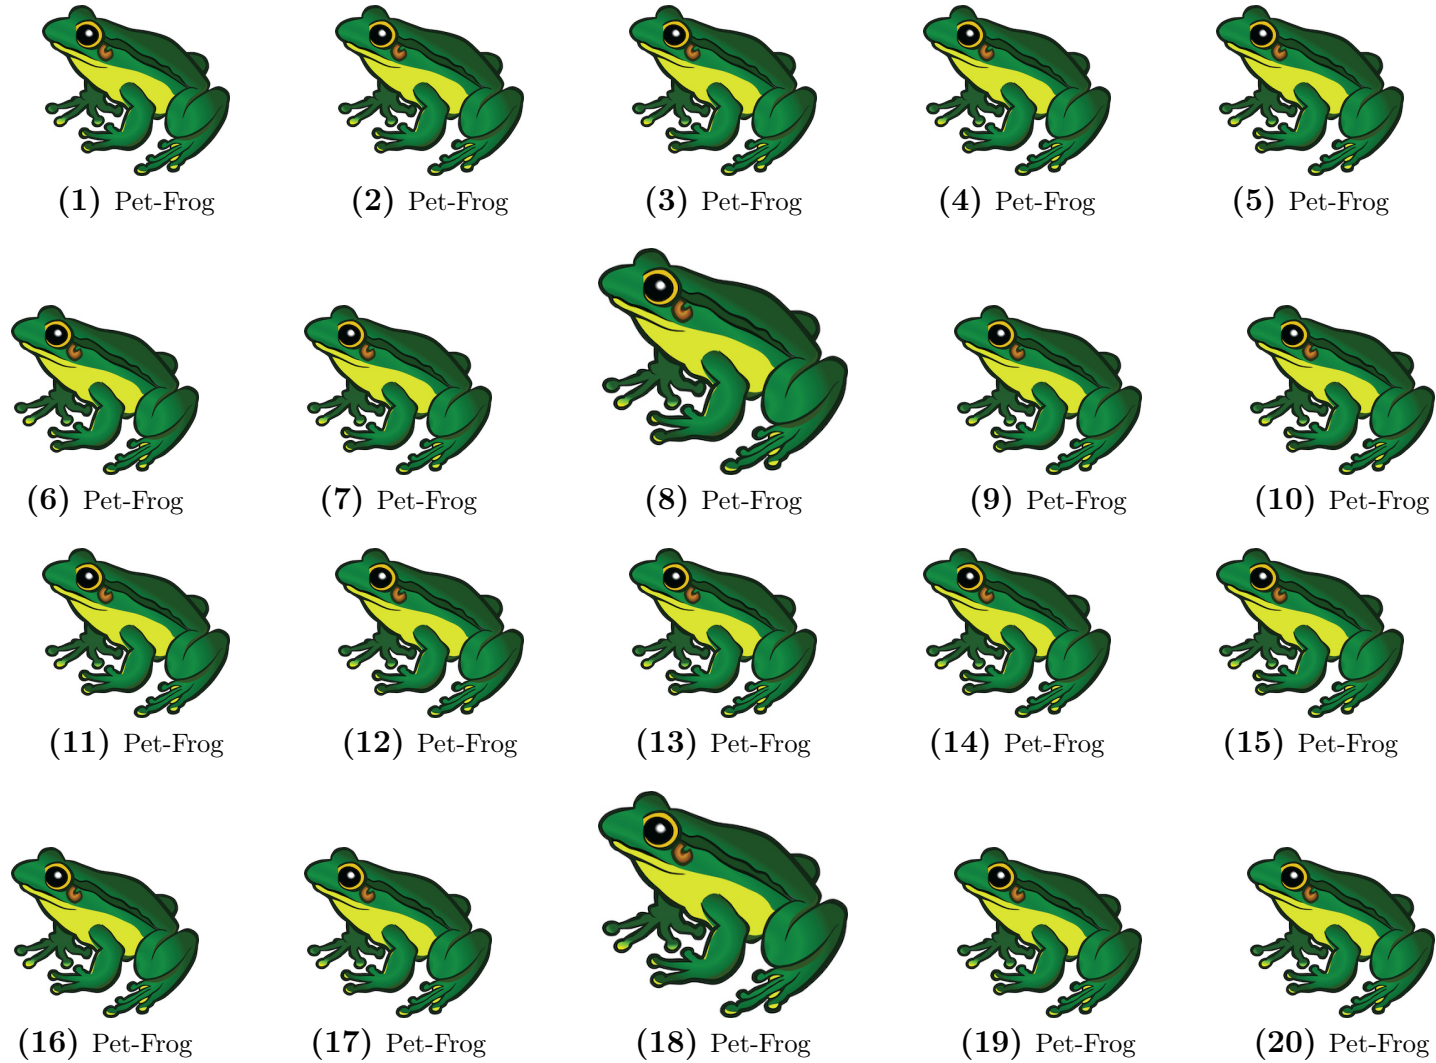 (1) Pet-Frog
(2) Pet-Frog
(3) Pet-Frog
(4) Pet-Frog
(5) Pet-Frog
(6) Pet-Frog
(7) Pet-Frog
(8) Pet-Frog
(9) Pet-Frog
(10) Pet-Frog
(11) Pet-Frog
(12) Pet-Frog
(13) Pet-Frog
(14) Pet-Frog
(15) Pet-Frog
(16) Pet-Frog
(17) Pet-Frog
(18) Pet-Frog
(19) Pet-Frog
(20) Pet-Frog